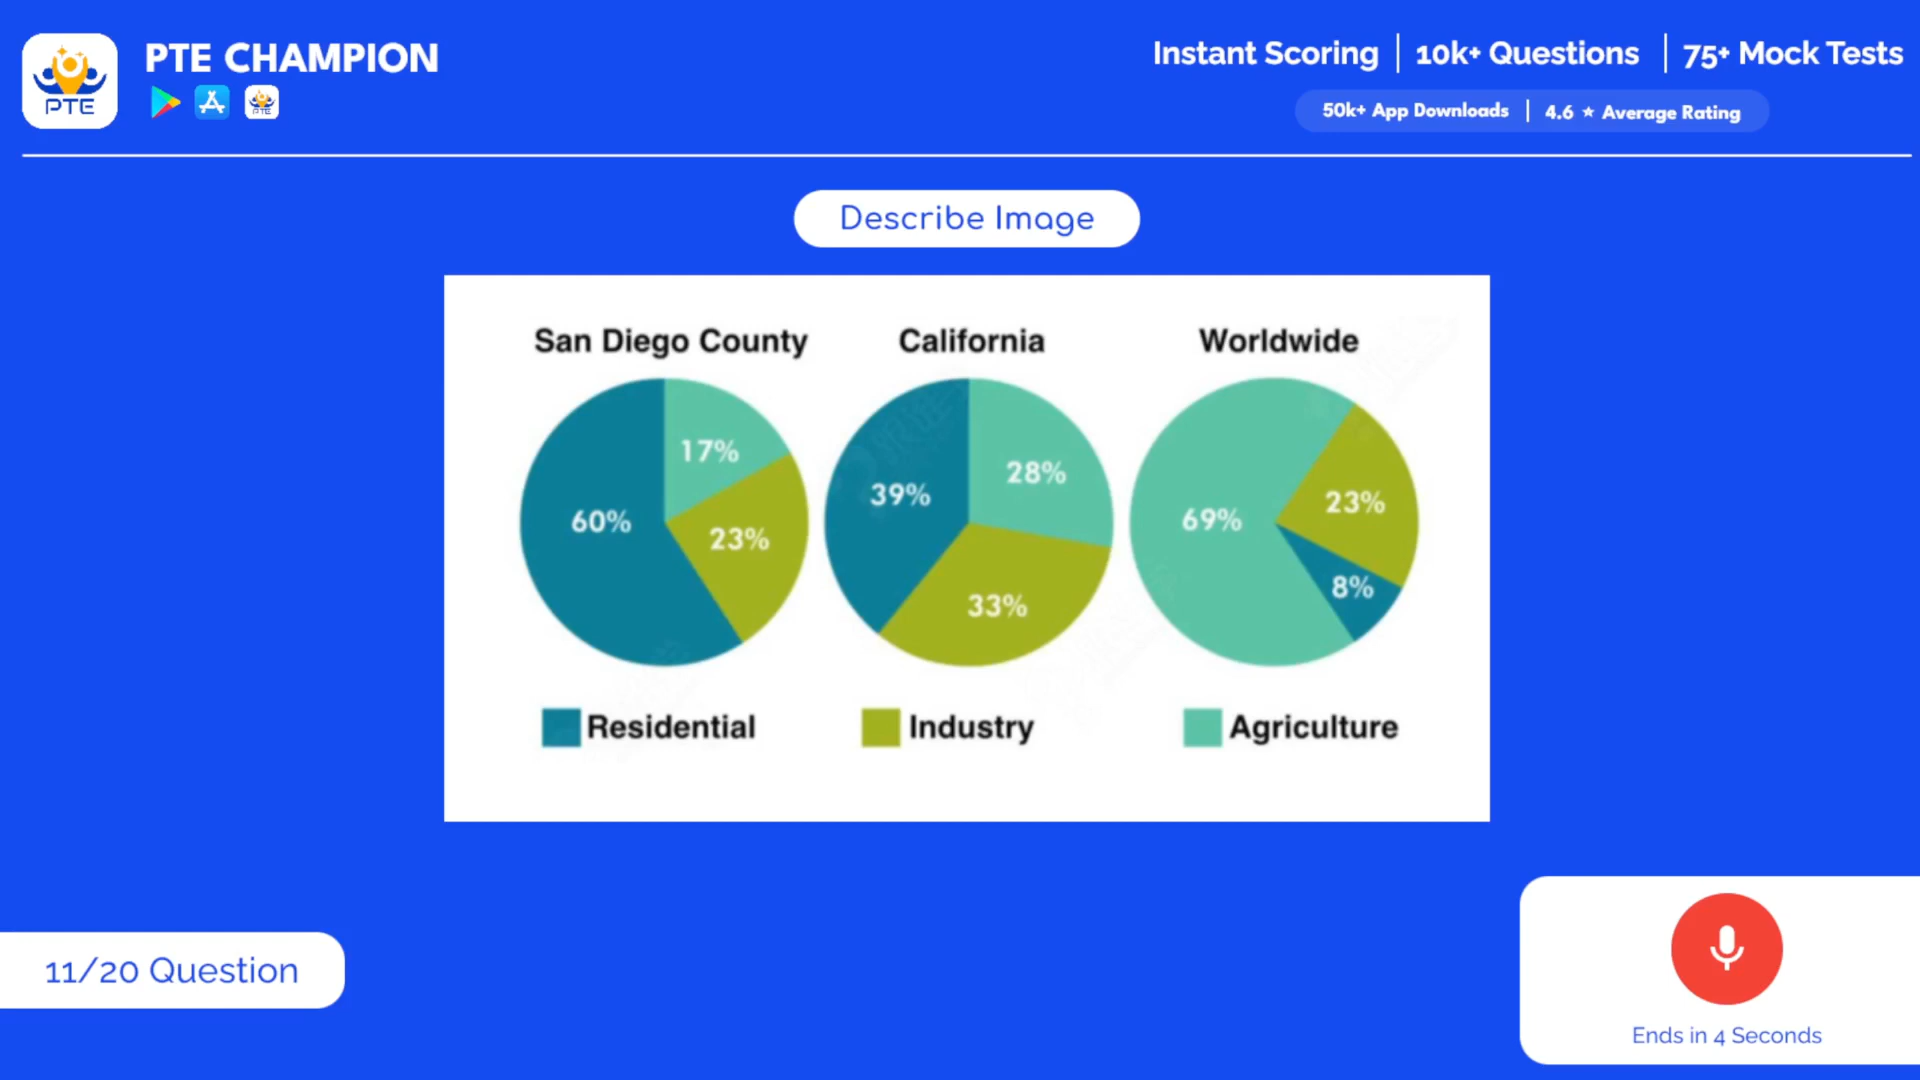 PTE CHAMPION
PTE
PTE
Instant Scoring | 10k+ Questions | 75+ Mock Tests
50k+ App Downloads | 4.6 ★ Average Rating
Describe Image
San Diego County
California
Worldwide
60%
17%
23%
39%
28%
33%
69%
23%
8%
Residential
Industry
Agriculture
11/20 Question
Ends in 4 Seconds